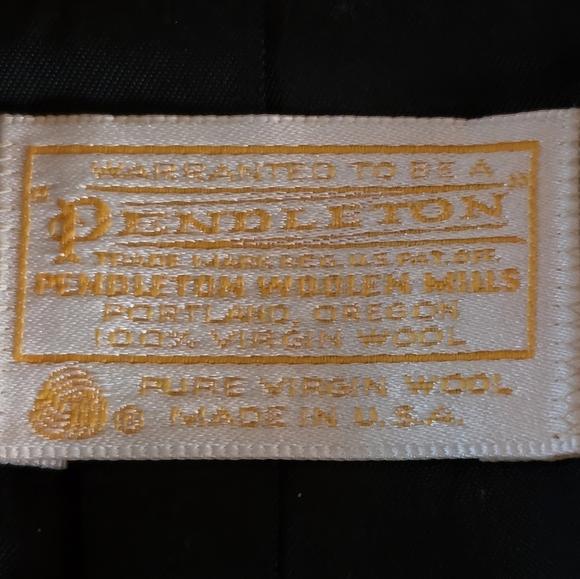 WARRANTED TO BE A
"PENDLETON"
TRADE MARK REG. U.S. PAT. OFF.
PENDLETON WOOLEN MILLS
PORTLAND, OREGON
100% VIRGIN WOOL
PURE VIRGIN WOOL
® MADE IN U.S.A.